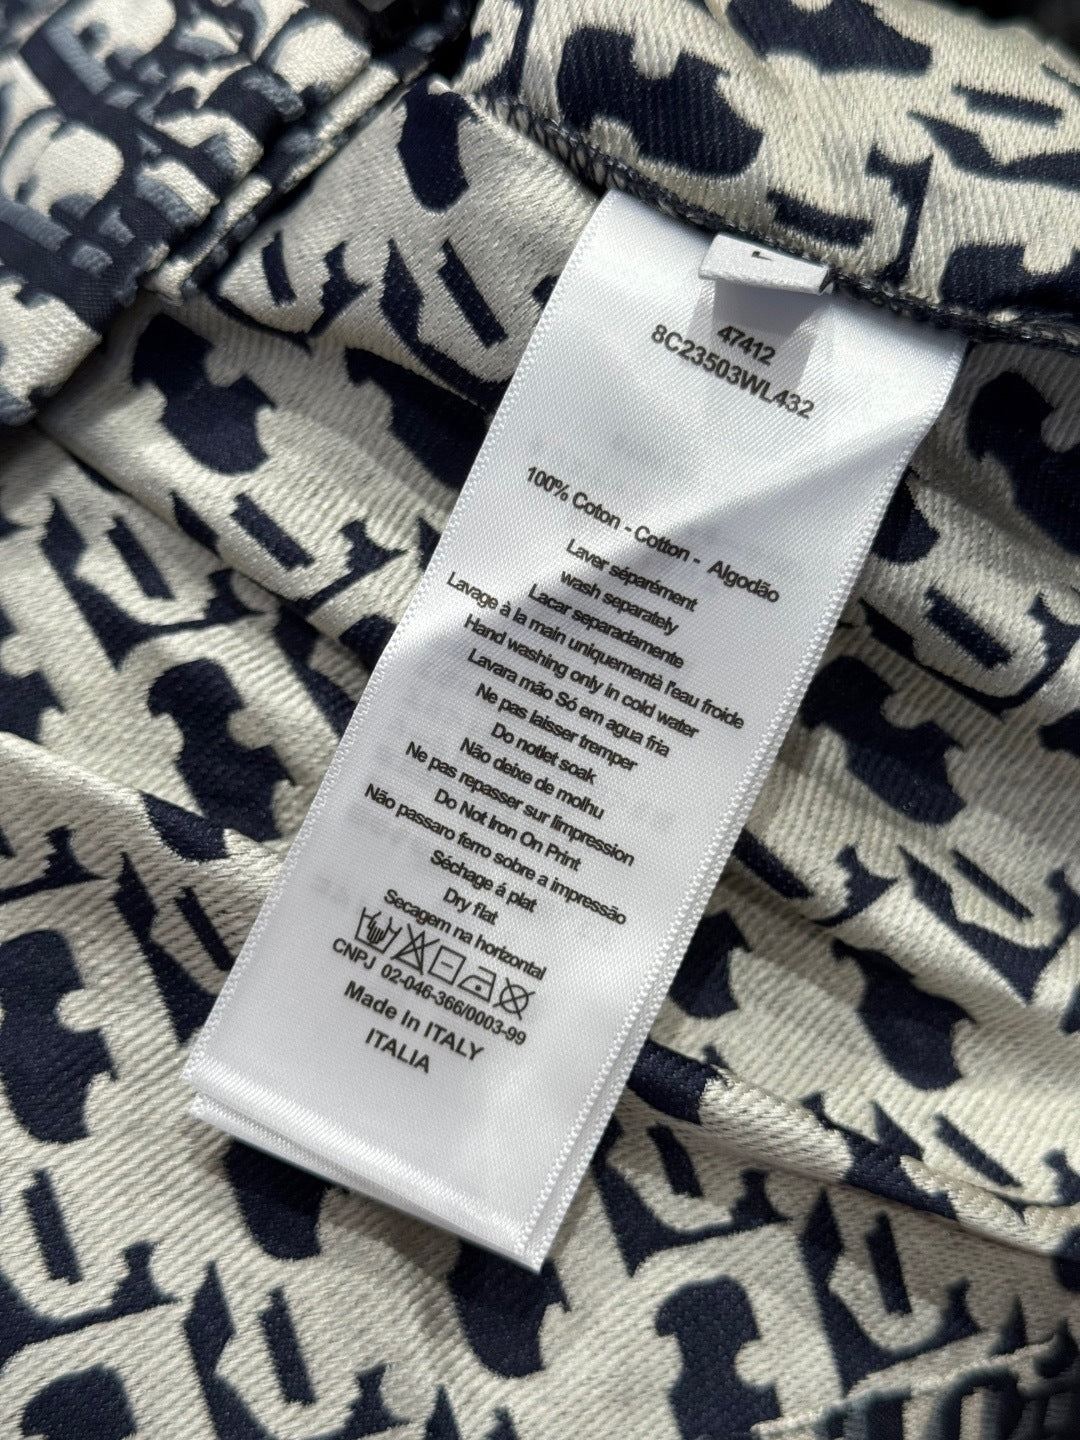 L
47412
8C23503WL432
100% Coton - Cotton - Algodão
Laver séparément
wash separately
Lacar separadamente
Lavage à la main uniquementà l'eau froide
Hand washing only in cold water
Lavara mão Só em agua fria
Ne pas laisser tremper
Do notlet soak
Não deixe de molhu
Ne pas repasser sur limpression
Do Not Iron On Print
Não passaro ferro sobre a impressão
Séchage á plat
Dry flat
Secagem na horizontal
CNPJ 02-046-366/0003-99
Made In ITALY
ITALIA